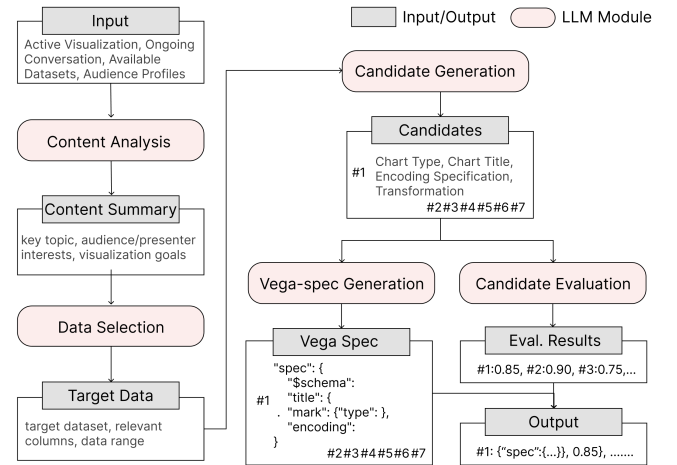 Input
Active Visualization, Ongoing
Conversation, Available
Datasets, Audience Profiles
Content Analysis
Content Summary
key topic, audience/presenter
interests, visualization goals
Data Selection
Target Data
target dataset, relevant
columns, data range
Input/Output
LLM Module
Candidate Generation
Candidates
#1
Chart Type, Chart Title,
Encoding Specification,
Transformation
#2#3#4#5#6#7
Vega-spec Generation
Vega Spec
#1
"spec": {
"$schema":
"title": {
. "mark": {"type": },
"encoding":
}
#2#3#4#5#6#7
Candidate Evaluation
Eval. Results
#1:0.85, #2:0.90, #3:0.75,...
Output
#1: {"spec":{...}}, 0.85}, .......